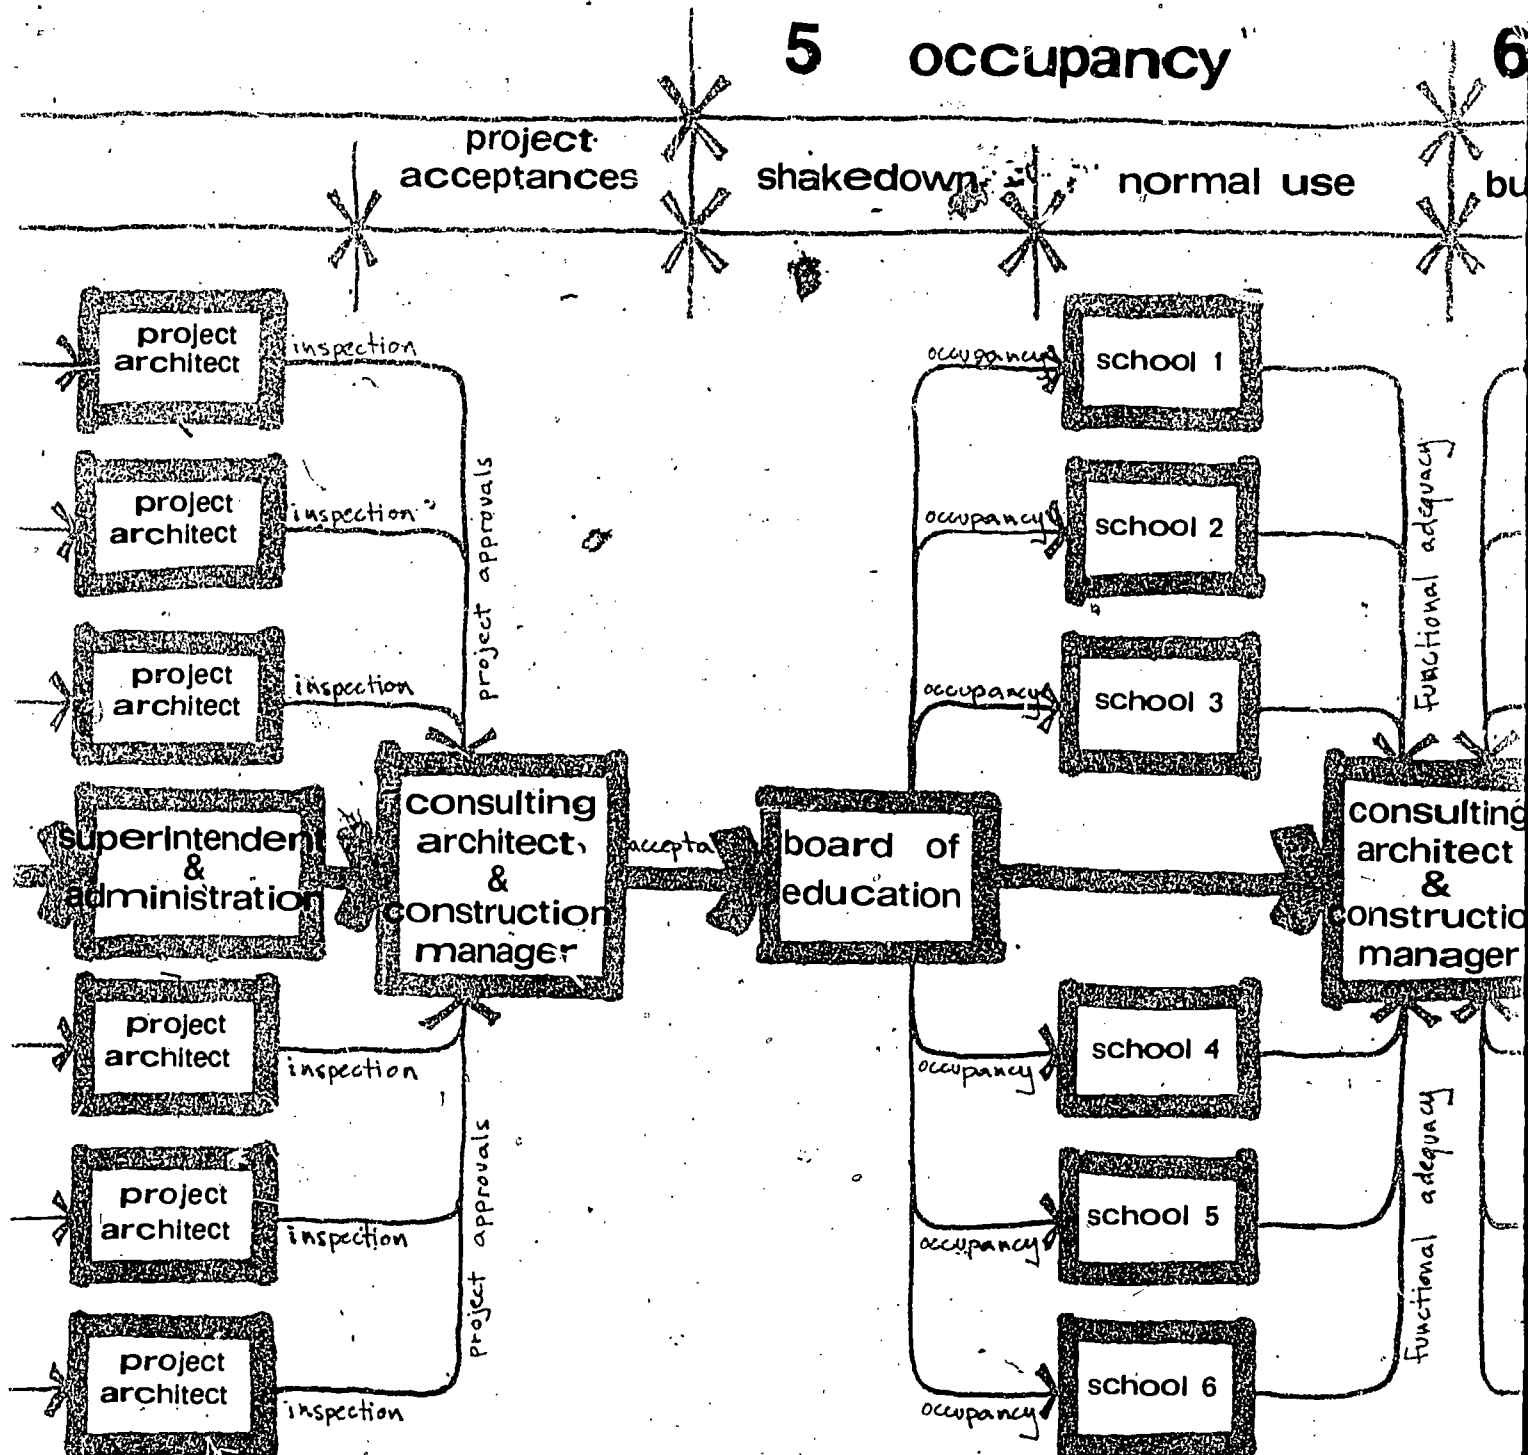 5 occupancy 6
project
acceptances
shakedown
normal use
bu
project
architect
inspection
project
architect
inspection
project
architect
inspection
project approvals
superintendent
&
administration
consulting
architect
&
construction
manager
accepta
board of
education
project
architect
inspection
project
architect
inspection
project
architect
inspection
project approvals
occupancy
school 1
occupancy
school 2
occupancy
school 3
functional adequacy
consulting
architect
&
constructio
manager
occupancy
school 4
occupancy
school 5
occupancy
school 6
functional adequacy